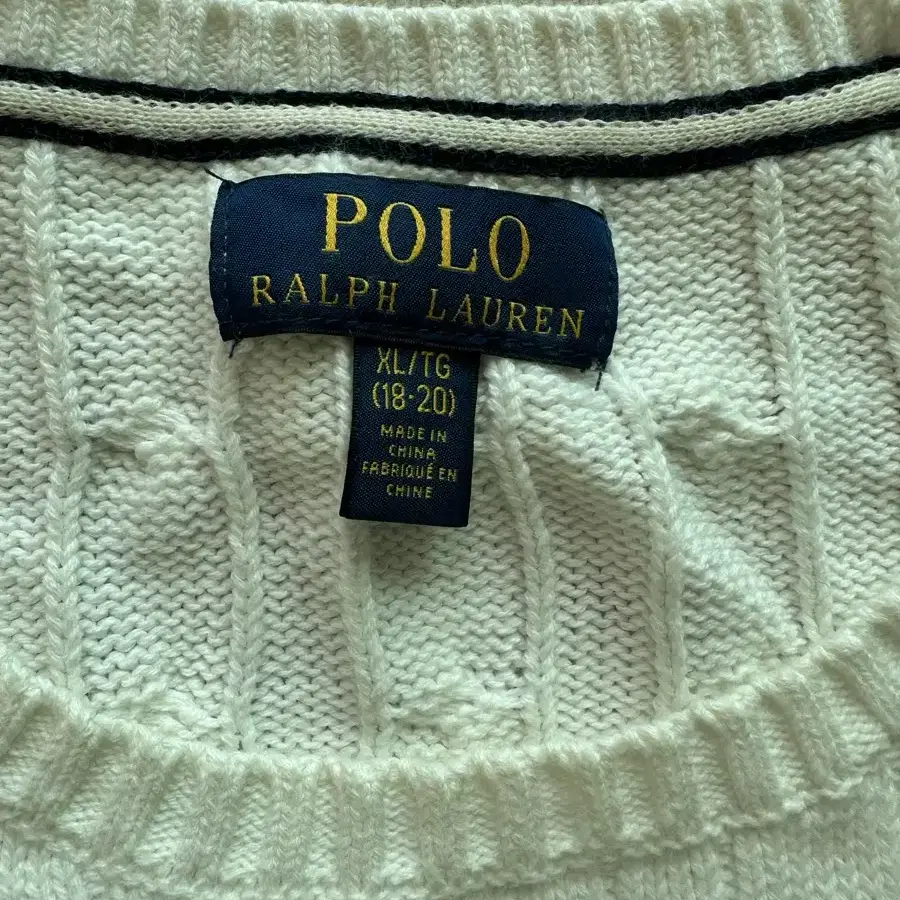 POLO
RALPH LAUREN
XL/TG
(18-20)
MADE IN
CHINA
FABRIQUÉ EN
CHINE